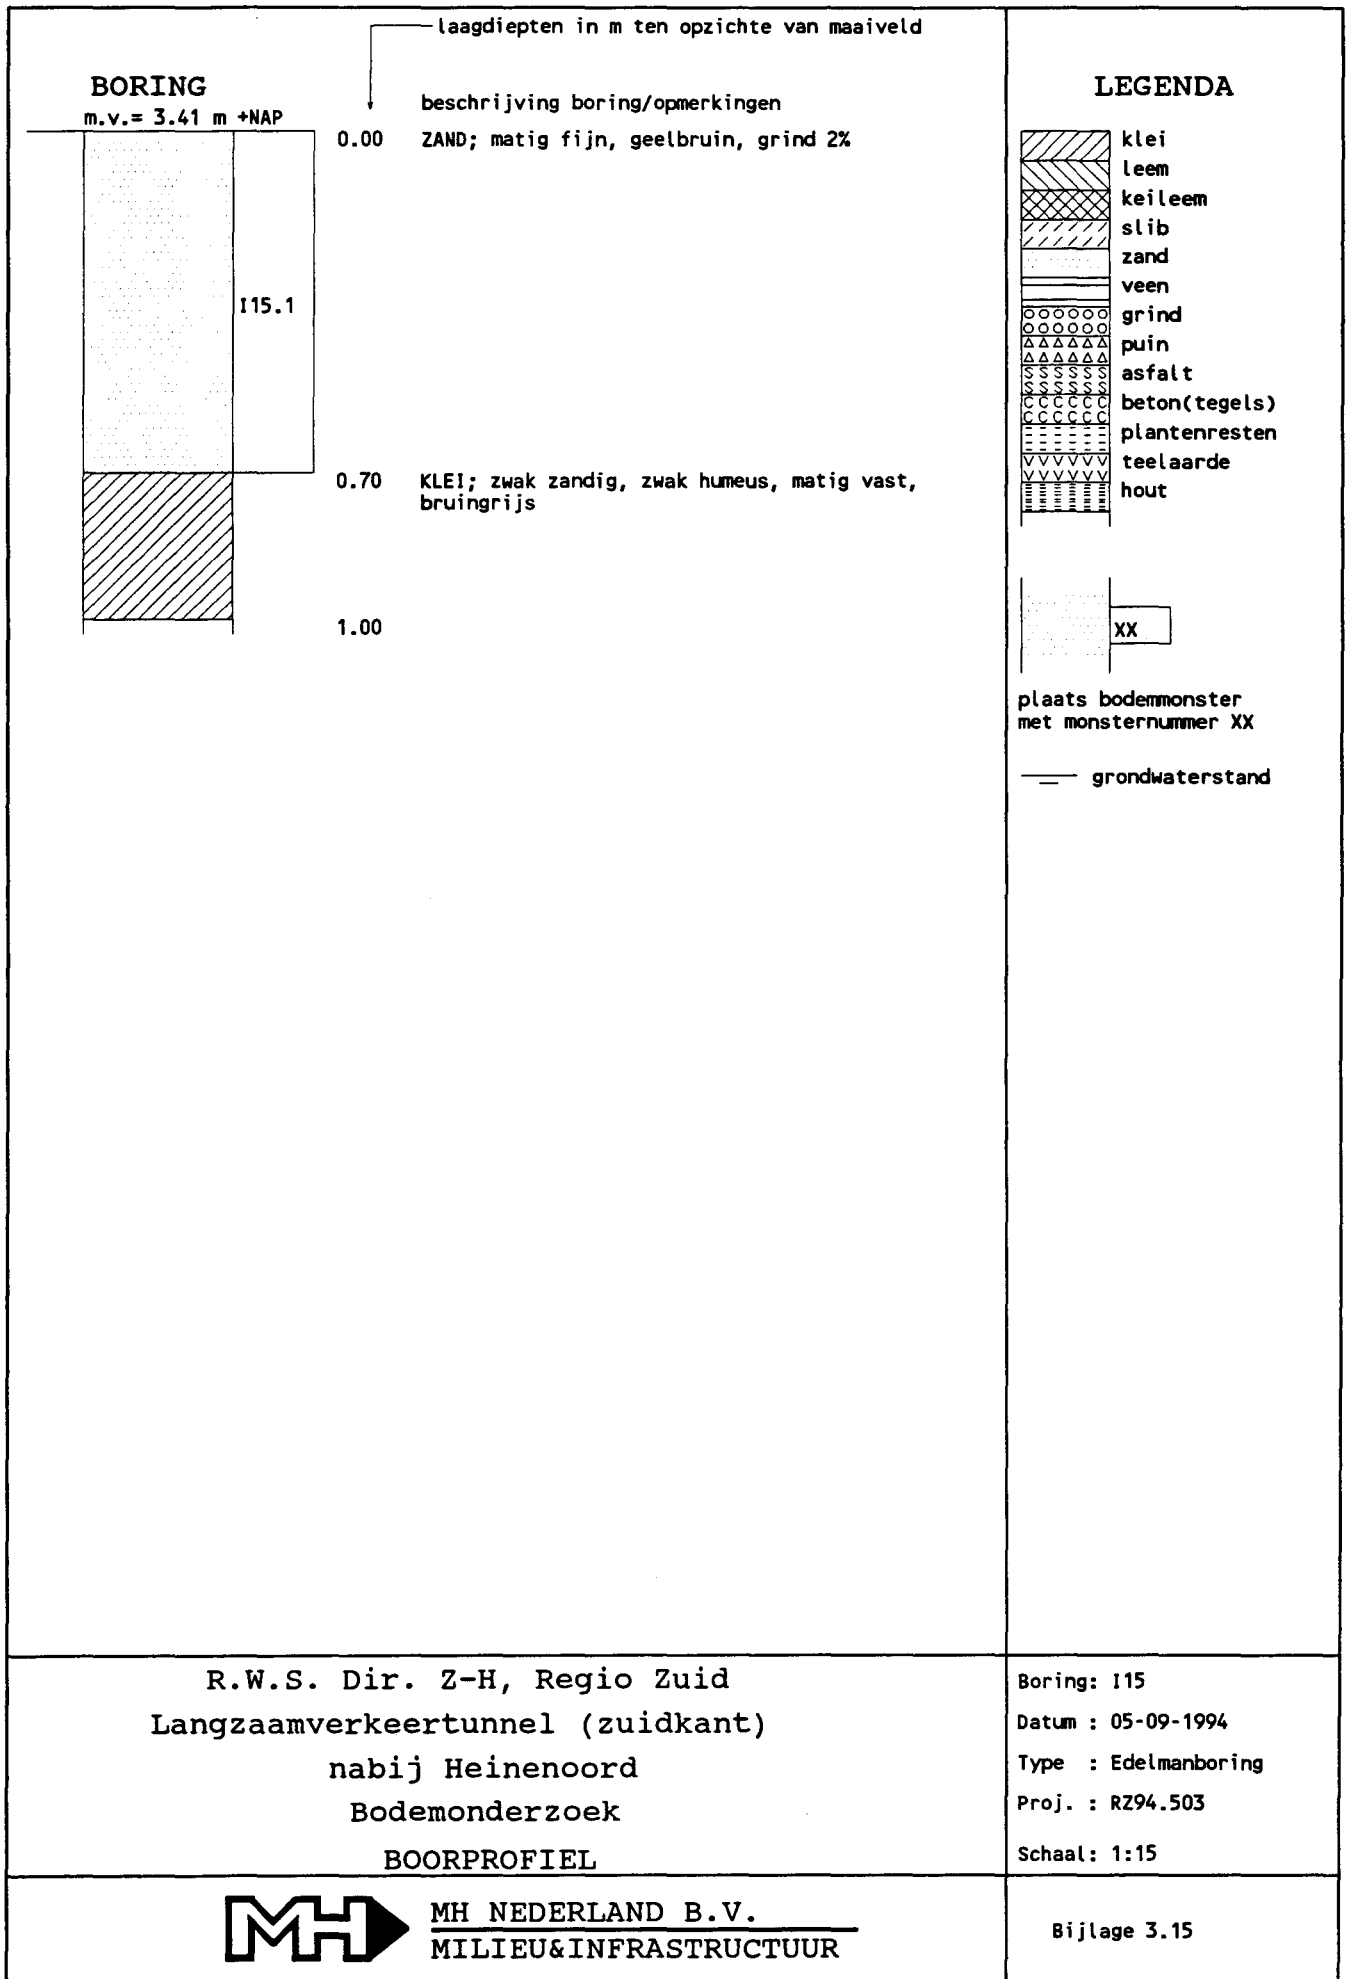 laagdiepten in m ten opzichte van maaiveld
BORING
m.v.= 3.41 m +NAP
beschrijving boring/opmerkingen
0.00 ZAND; matig fijn, geelbruin, grind 2%
I15.1
0.70 KLEI; zwak zandig, zwak humeus, matig vast,
bruingrijs
1.00
LEGENDA
klei
leem
keileem
slib
zand
veen
grind
puin
asfalt
beton(tegels)
plantenresten
teelaarde
hout
XX
plaats bodemmonster
met monsternummer XX
grondwaterstand
R.W.S. Dir. Z-H, Regio Zuid
Langzaamverkeertunnel (zuidkant)
nabij Heinenoord
Bodemonderzoek
BOORPROFIEL
Boring: I15
Datum : 05-09-1994
Type : Edelmanboring
Proj. : RZ94.503
Schaal: 1:15
MH
MH NEDERLAND B.V.
MILIEU&INFRASTRUCTUUR
Bijlage 3.15